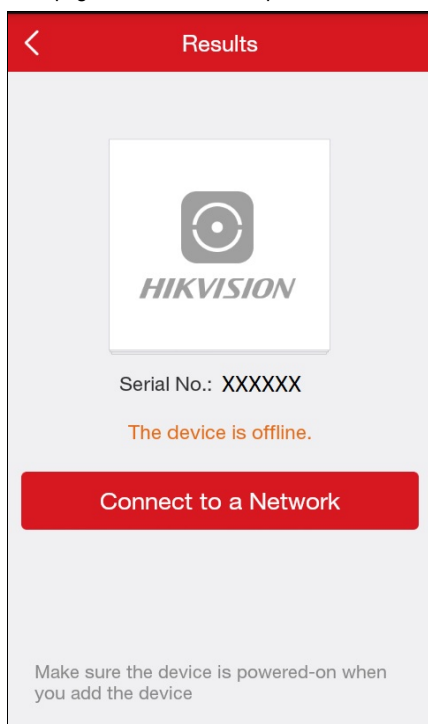 Results
HIKVISION
Serial No.: XXXXXX
The device is offline.
Connect to a Network
Make sure the device is powered-on when
you add the device